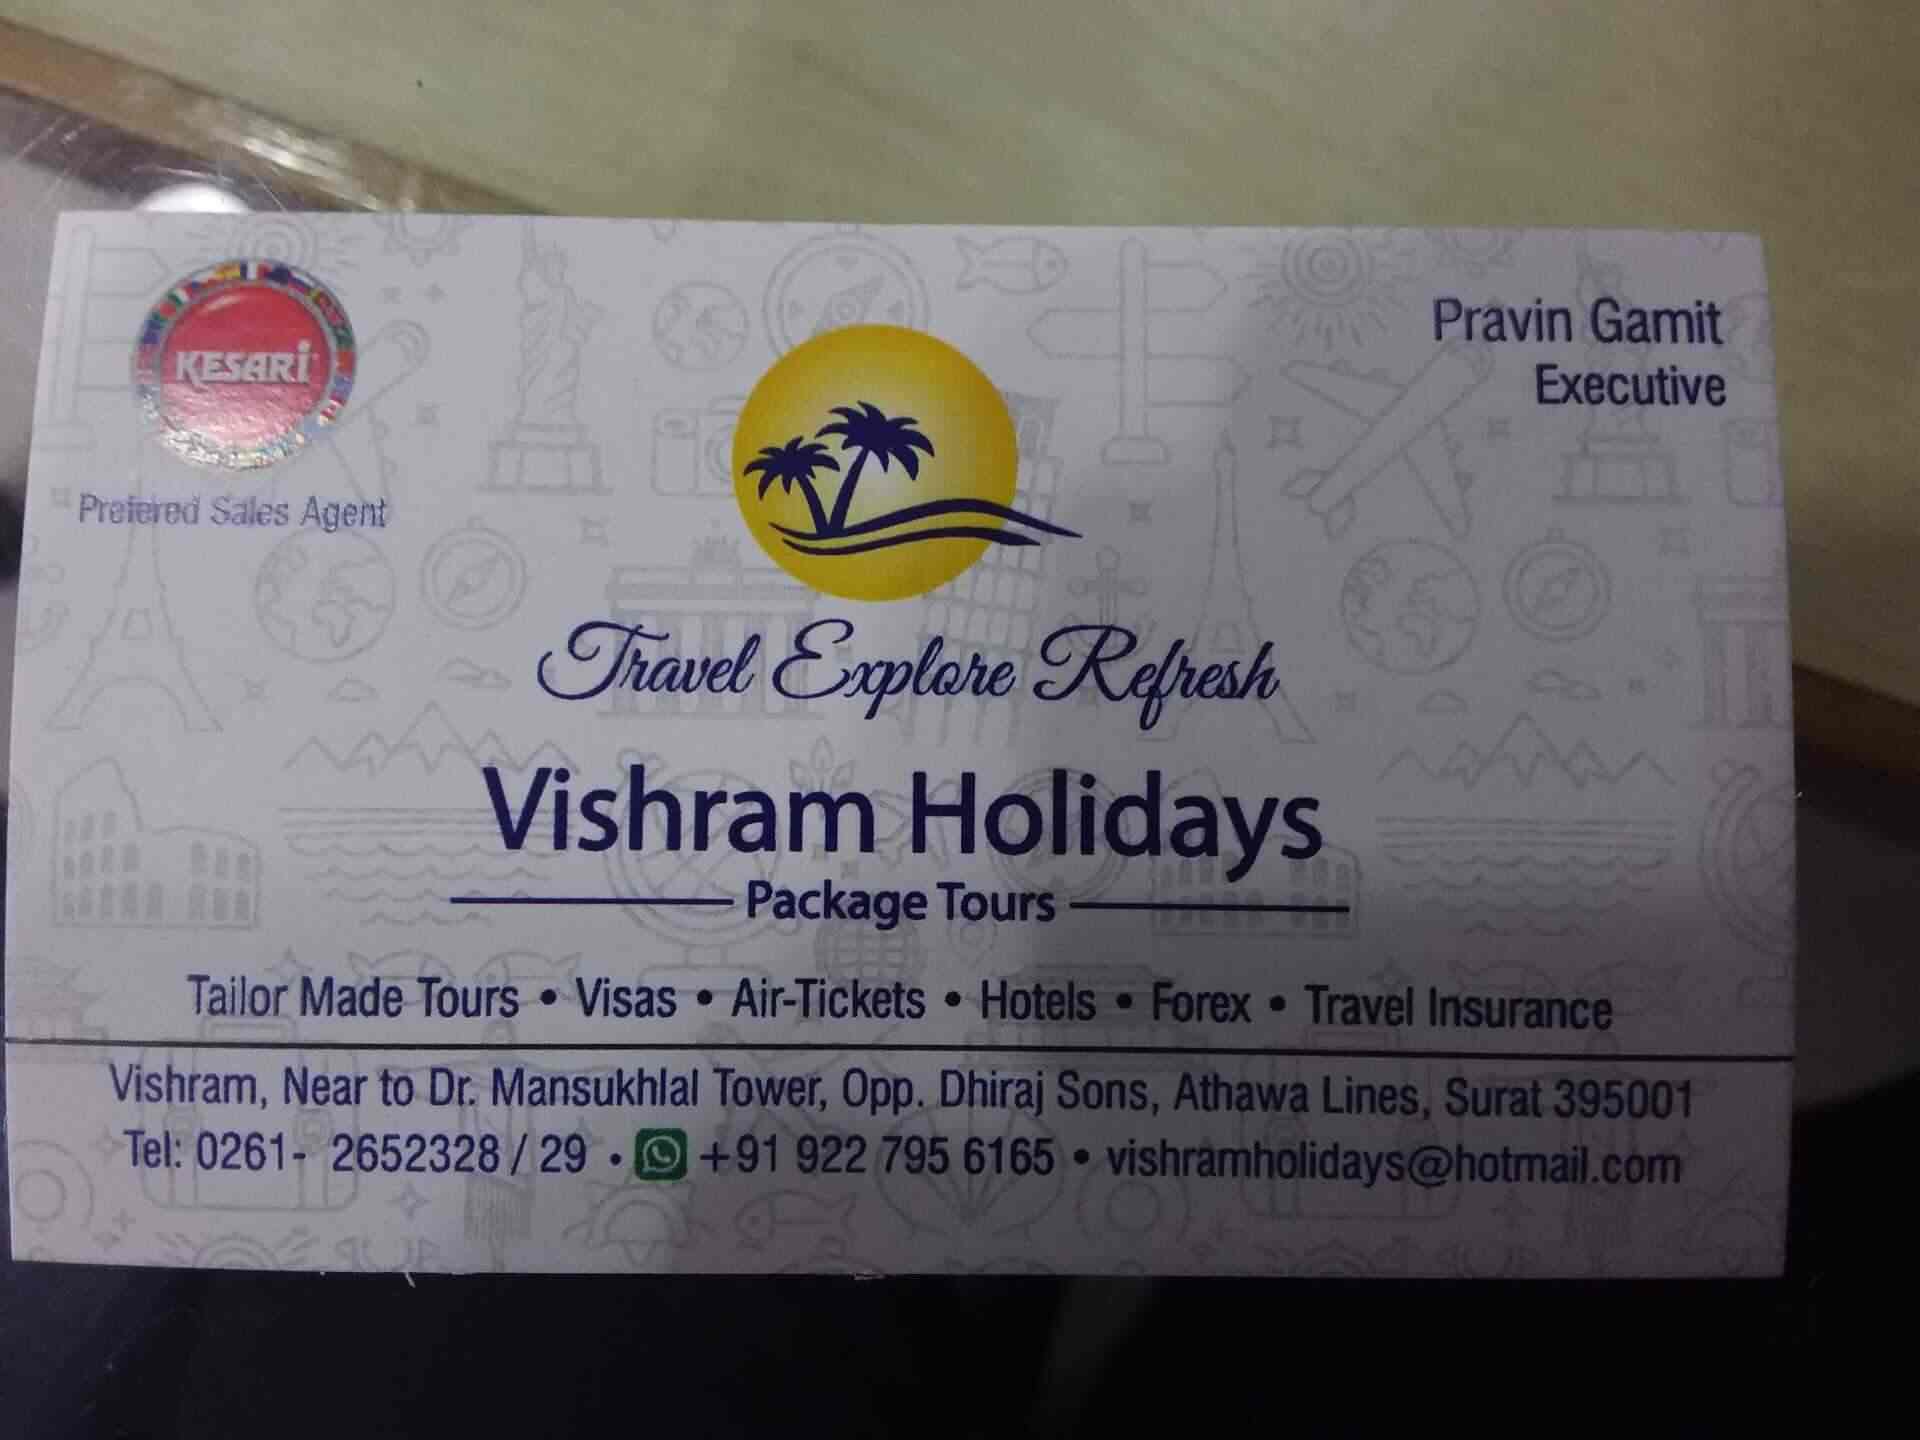 KESARI
Prefered Sales Agent
Pravin Gamit
Executive
Travel Explore Refresh
Vishram Holidays
Package Tours
Tailor Made Tours • Visas • Air-Tickets • Hotels • Forex • Travel Insurance
Vishram, Near to Dr. Mansukhlal Tower, Opp. Dhiraj Sons, Athawa Lines, Surat 395001
Tel: 0261- 2652328 / 29 • +91 922 795 6165 • vishramholidays@hotmail.com